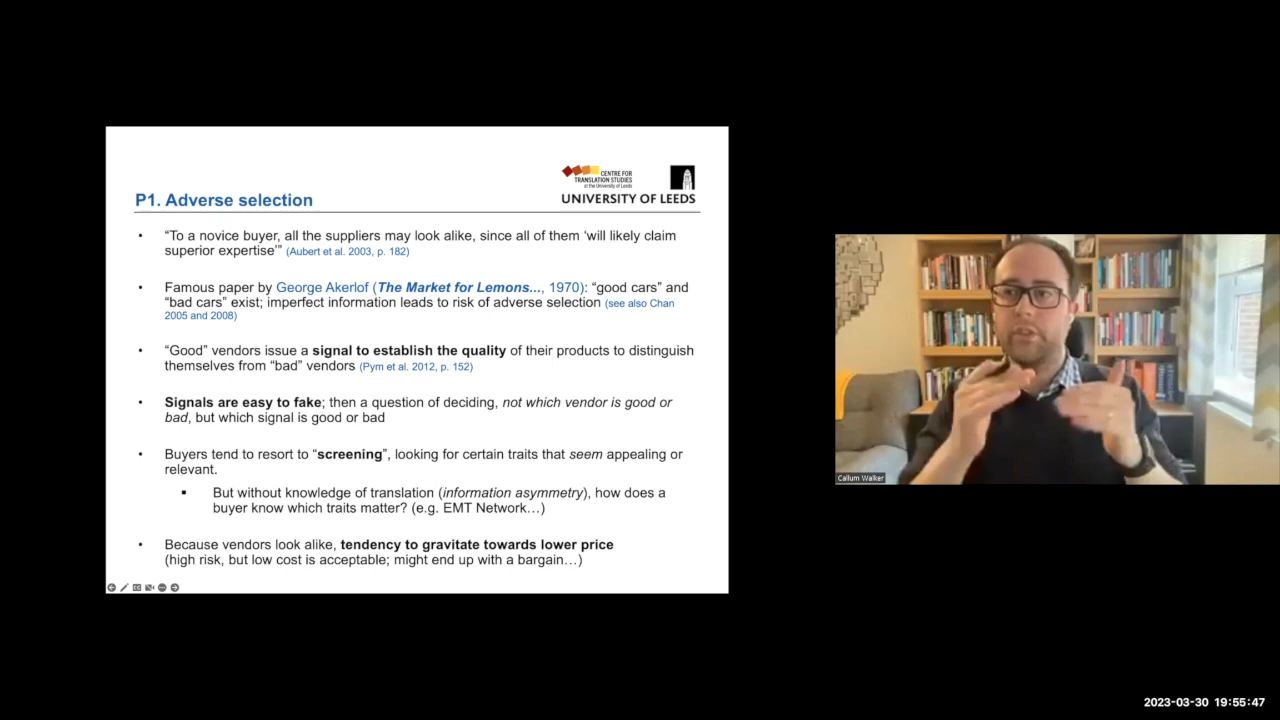 CENTRE FOR
TRANSLATION STUDIES
at the University of Leeds
UNIVERSITY OF LEEDS
P1. Adverse selection
• “To a novice buyer, all the suppliers may look alike, since all of them ‘will likely claim
superior expertise’” (Aubert et al. 2003, p. 182)
• Famous paper by George Akerlof (The Market for Lemons..., 1970): “good cars” and
“bad cars” exist; imperfect information leads to risk of adverse selection (see also Chan
2005 and 2008)
• “Good” vendors issue a signal to establish the quality of their products to distinguish
themselves from “bad” vendors (Pym et al. 2012, p. 152)
• Signals are easy to fake; then a question of deciding, not which vendor is good or
bad, but which signal is good or bad
• Buyers tend to resort to “screening”, looking for certain traits that seem appealing or
relevant.
▪ But without knowledge of translation (information asymmetry), how does a
buyer know which traits matter? (e.g. EMT Network…)
• Because vendors look alike, tendency to gravitate towards lower price
(high risk, but low cost is acceptable; might end up with a bargain…)
Callum Walker
2023-03-30 19:55:47